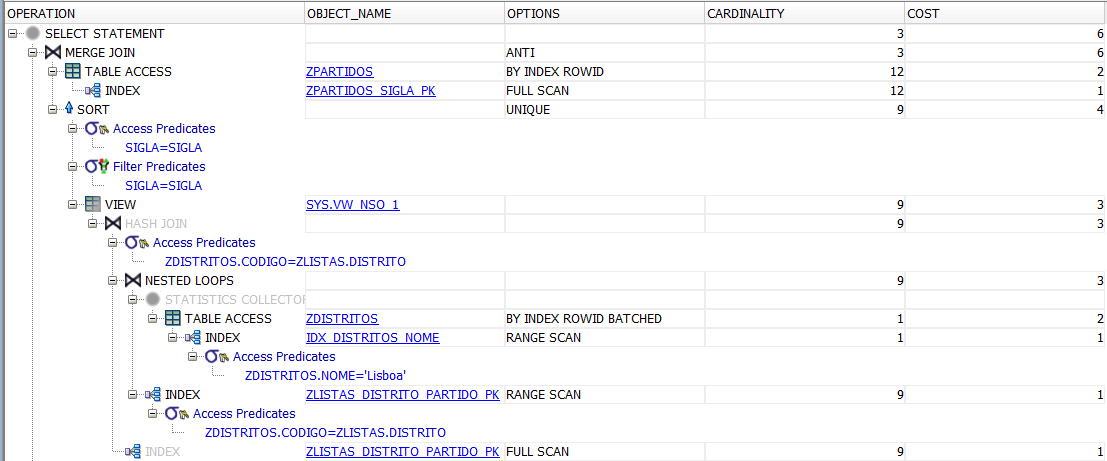 OPERATION OBJECT_NAME OPTIONS CARDINALITY COST
SELECT STATEMENT 3 6
MERGE JOIN ANTI 3 6
TABLE ACCESS ZPARTIDOS BY INDEX ROWID 12 2
INDEX ZPARTIDOS_SIGLA_PK FULL SCAN 12 1
SORT UNIQUE 9 4
Access Predicates
SIGLA=SIGLA
Filter Predicates
SIGLA=SIGLA
VIEW SYS.VW_NSO_1 9 3
HASH JOIN 9 3
Access Predicates
ZDISTRITOS.CODIGO=ZLISTAS.DISTRITO
NESTED LOOPS 9 3
STATISTICS COLLECTOR
TABLE ACCESS ZDISTRITOS BY INDEX ROWID BATCHED 1 2
INDEX IDX_DISTRITOS_NOME RANGE SCAN 1 1
Access Predicates
ZDISTRITOS.NOME='Lisboa'
INDEX ZLISTAS_DISTRITO_PARTIDO_PK RANGE SCAN 9 1
Access Predicates
ZDISTRITOS.CODIGO=ZLISTAS.DISTRITO
INDEX ZLISTAS_DISTRITO_PARTIDO_PK FULL SCAN 9 1